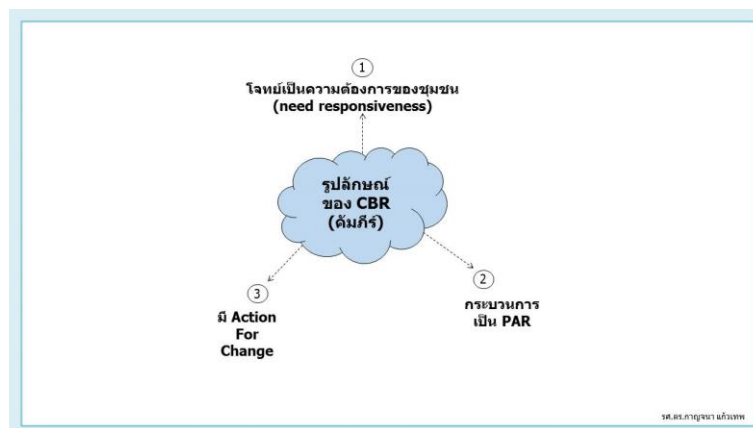 1
โจทย์เป็นความต้องการของชุมชน
(need responsiveness)
รูปลักษณ์
ของ CBR
(คัมภีร์)
2
กระบวนการ
เป็น PAR
3
มี Action
For
Change
รศ.ดร.กาญจนา แก้วเทพ